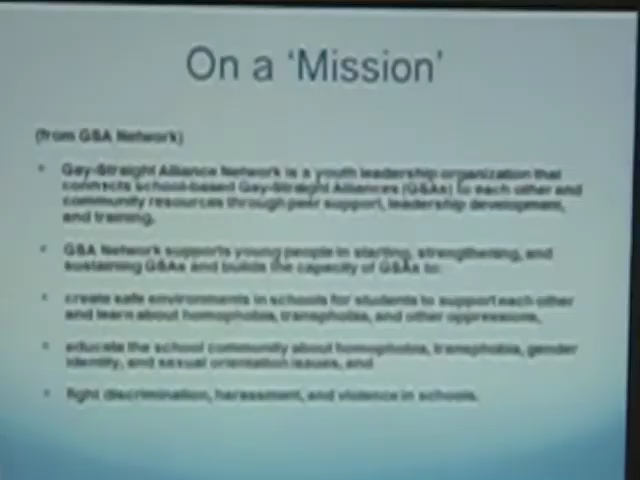 On a ‘Mission’
(from GSA Network)
• Gay-Straight Alliance Network is a youth leadership organization that
connects school-based Gay-Straight Alliances (GSAs) to each other and
community resources through peer support, leadership development,
and training.
• GSA Network supports young people in starting, strengthening, and
sustaining GSAs and builds the capacity of GSAs to:
• create safe environments in schools for students to support each other
and learn about homophobia, transphobia, and other oppressions,
• educate the school community about homophobia, transphobia, gender
identity, and sexual orientation issues, and
• fight discrimination, harassment, and violence in schools.